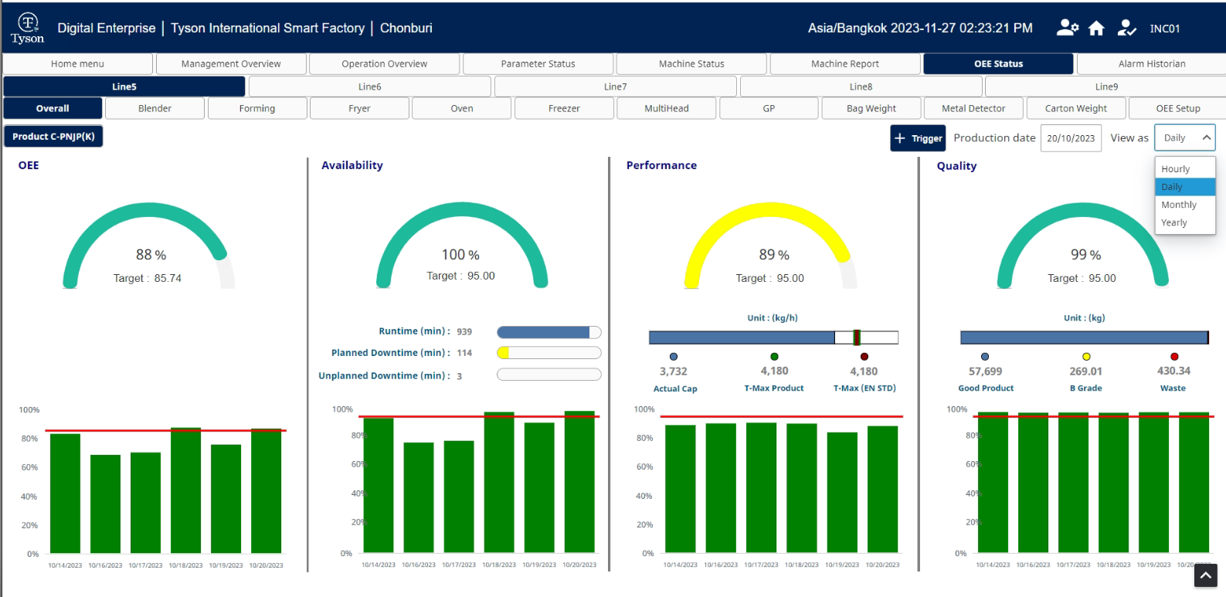 Tyson
Digital Enterprise | Tyson International Smart Factory | Chonburi
Asia/Bangkok 2023-11-27 02:23:21 PM
INC01
Home menu
Management Overview
Operation Overview
Parameter Status
Machine Status
Machine Report
OEE Status
Alarm Historian
Line5
Line6
Line7
Line8
Line9
Overall
Blender
Forming
Fryer
Oven
Freezer
MultiHead
GP
Bag Weight
Metal Detector
Carton Weight
OEE Setup
Product C-PNJP(K)
+ Trigger
Production date
20/10/2023
View as
Daily
Hourly
Daily
Monthly
Yearly
OEE
88 %
Target : 85.74
100%
80%
60%
40%
20%
0%
10/14/2023 10/16/2023 10/17/2023 10/18/2023 10/19/2023 10/20/2023
Availability
100 %
Target : 95.00
Runtime (min) : 939
Planned Downtime (min) : 114
Unplanned Downtime (min) : 3
100%
80%
60%
40%
20%
0%
10/14/2023 10/16/2023 10/17/2023 10/18/2023 10/19/2023 10/20/2023
Performance
89 %
Target : 95.00
Unit : (kg/h)
3,732 4,180 4,180
Actual Cap T-Max Product T-Max (EN STD)
100%
80%
60%
40%
20%
0%
10/14/2023 10/16/2023 10/17/2023 10/18/2023 10/19/2023 10/20/2023
Quality
99 %
Target : 95.00
Unit : (kg)
57,699 269.01 430.34
Good Product B Grade Waste
100%
80%
60%
40%
20%
0%
10/14/2023 10/16/2023 10/17/2023 10/18/2023 10/19/2023